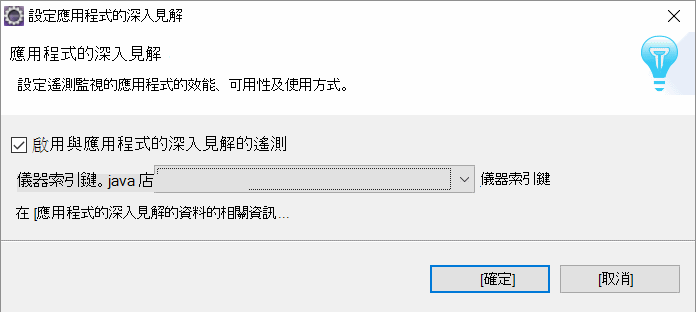 設定應用程式的深入見解
應用程式的深入見解
設定遙測監視的應用程式的效能、可用性及使用方式。
啟用與應用程式的深入見解的遙測
儀器索引鍵。java 店 儀器索引鍵
在 [應用程式的深入見解的資料的相關資訊...
[確定] [取消]